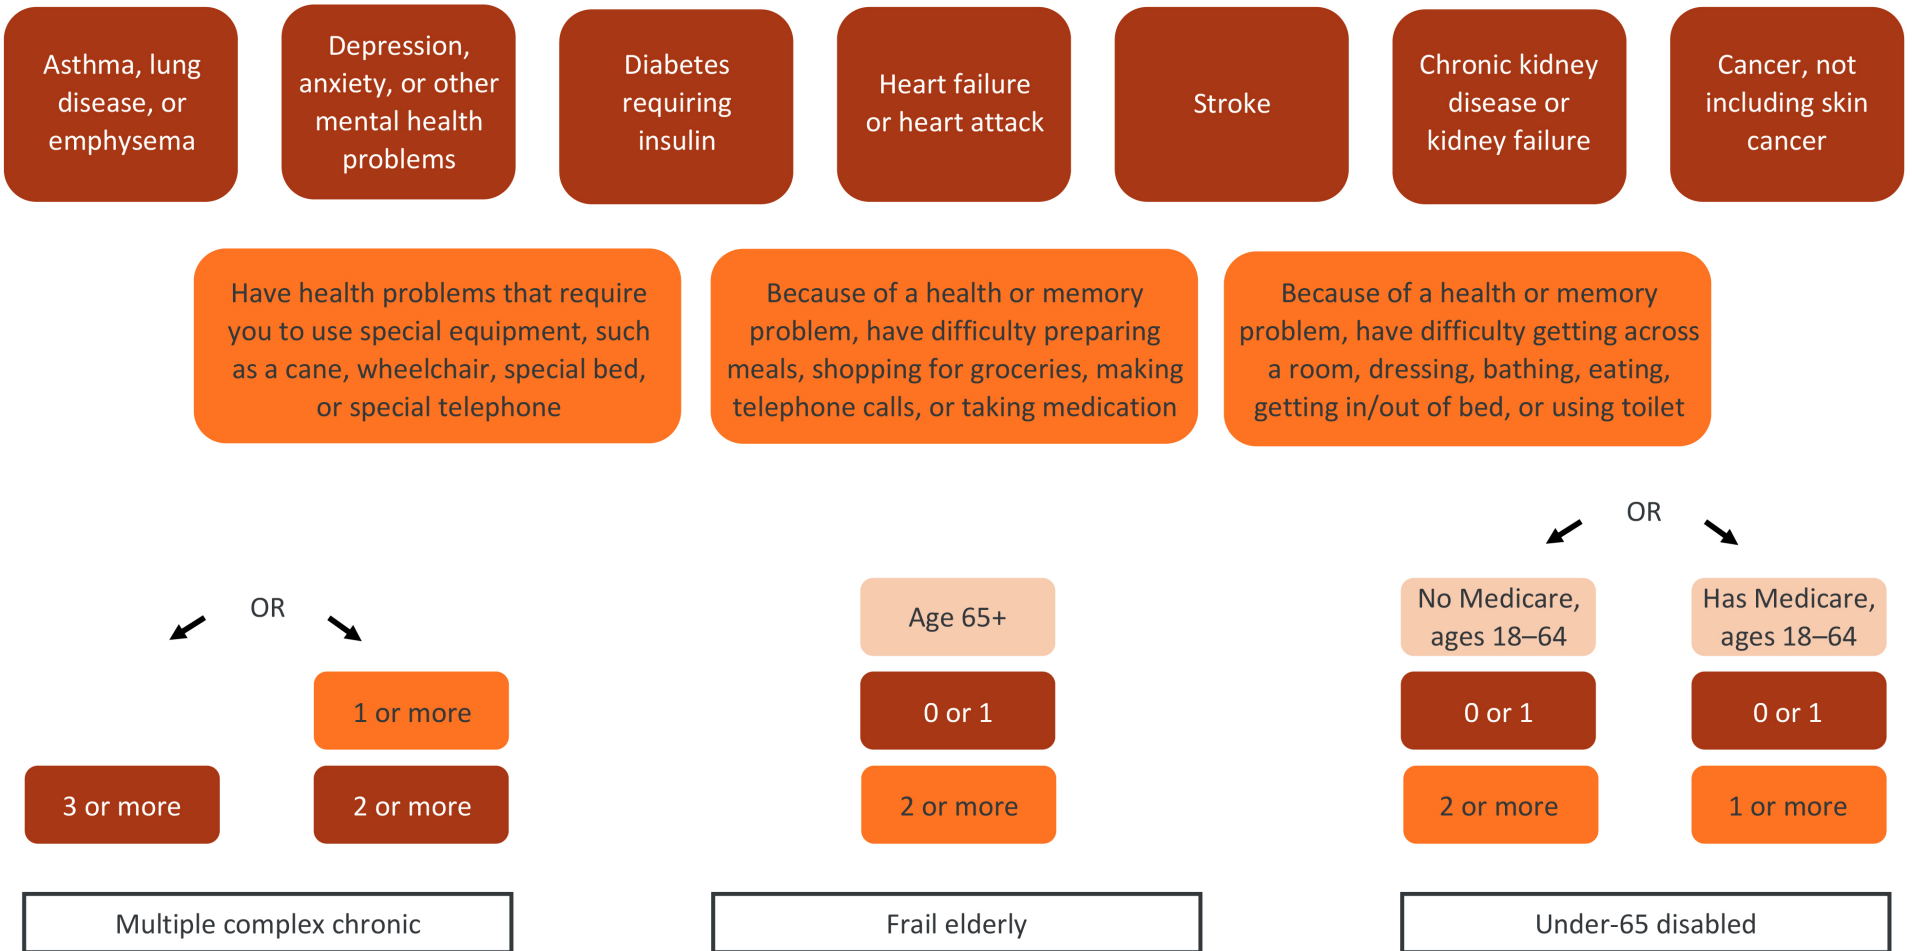 Asthma, lung
disease, or
emphysema
Depression,
anxiety, or other
mental health
problems
Diabetes
requiring
insulin
Heart failure
or heart attack
Stroke
Chronic kidney
disease or
kidney failure
Cancer, not
including skin
cancer
Have health problems that require
you to use special equipment, such
as a cane, wheelchair, special bed,
or special telephone
Because of a health or memory
problem, have difficulty preparing
meals, shopping for groceries, making
telephone calls, or taking medication
Because of a health or memory
problem, have difficulty getting across
a room, dressing, bathing, eating,
getting in/out of bed, or using toilet
OR
1 or more
3 or more
2 or more
Multiple complex chronic
Age 65+
0 or 1
2 or more
Frail elderly
OR
No Medicare,
ages 18–64
0 or 1
2 or more
Has Medicare,
ages 18–64
0 or 1
1 or more
Under-65 disabled